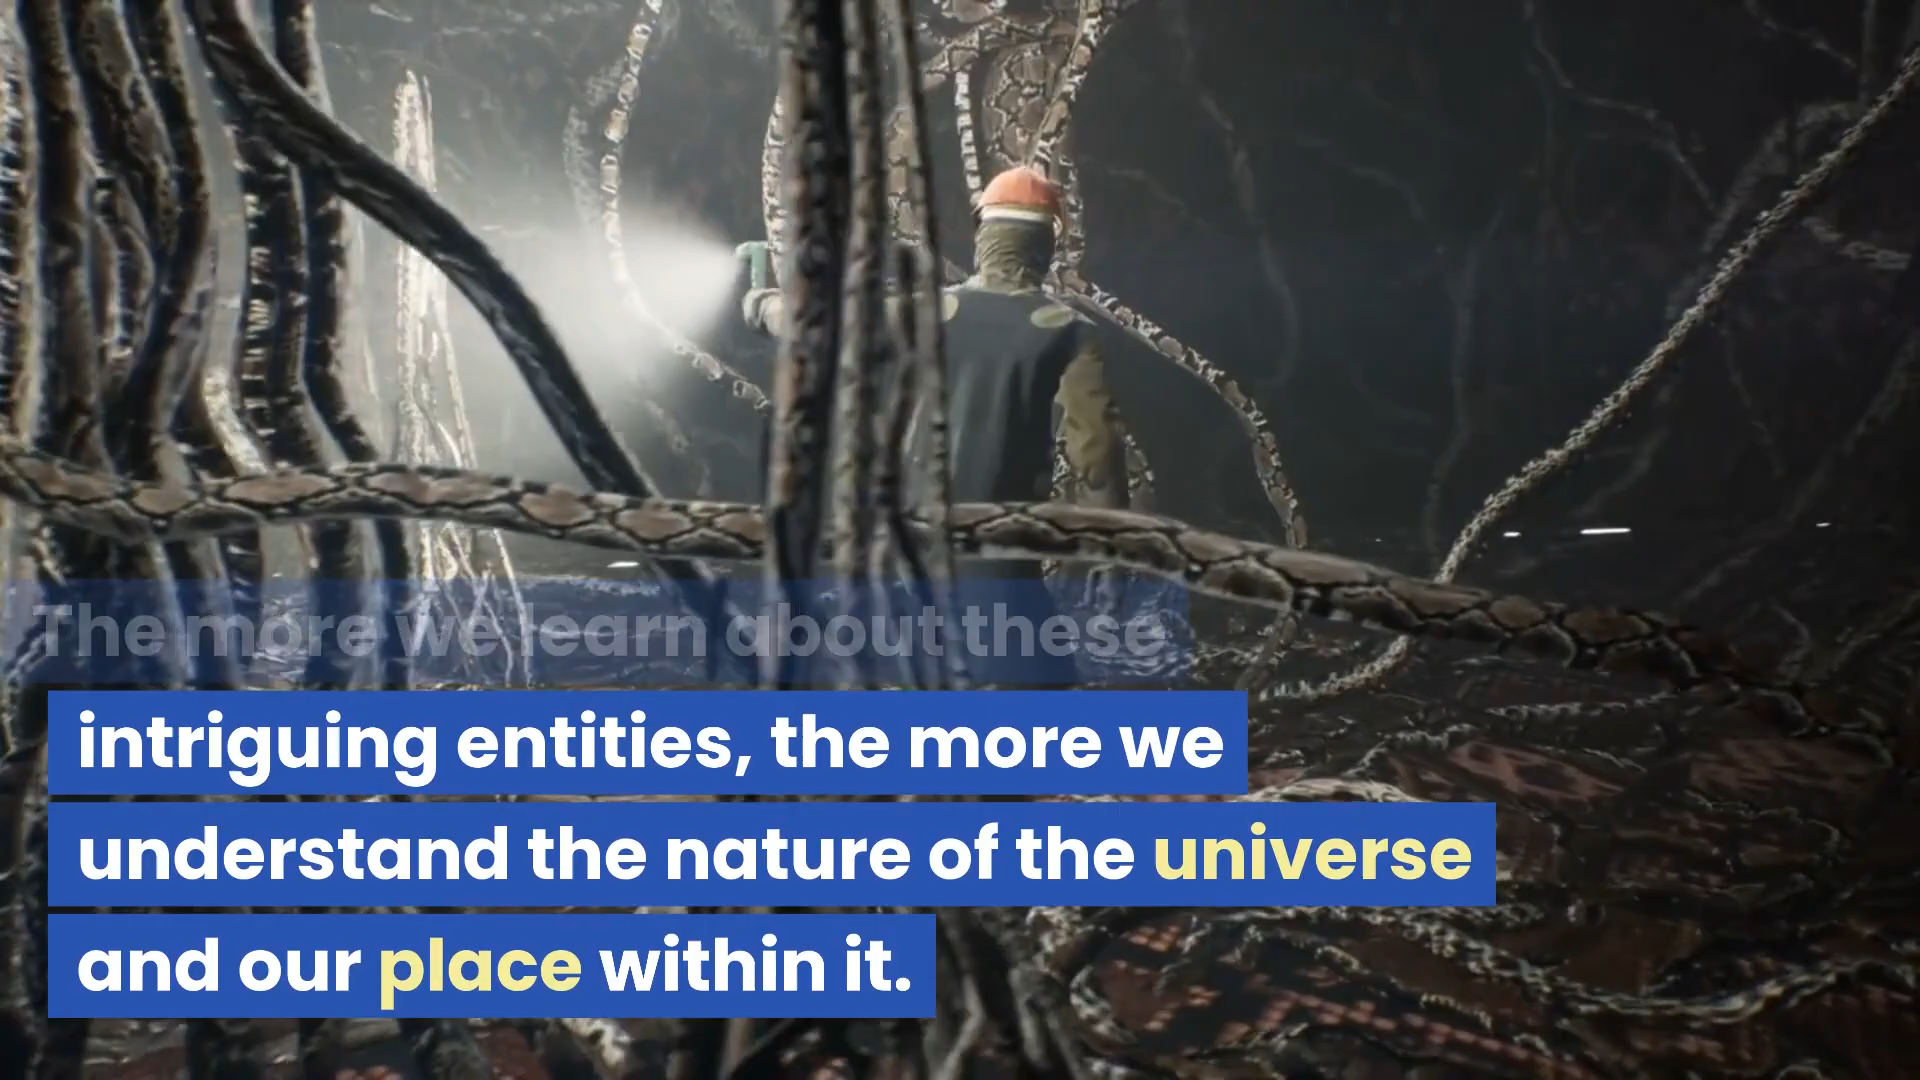 The more we learn about these
intriguing entities, the more we
understand the nature of the universe
and our place within it.